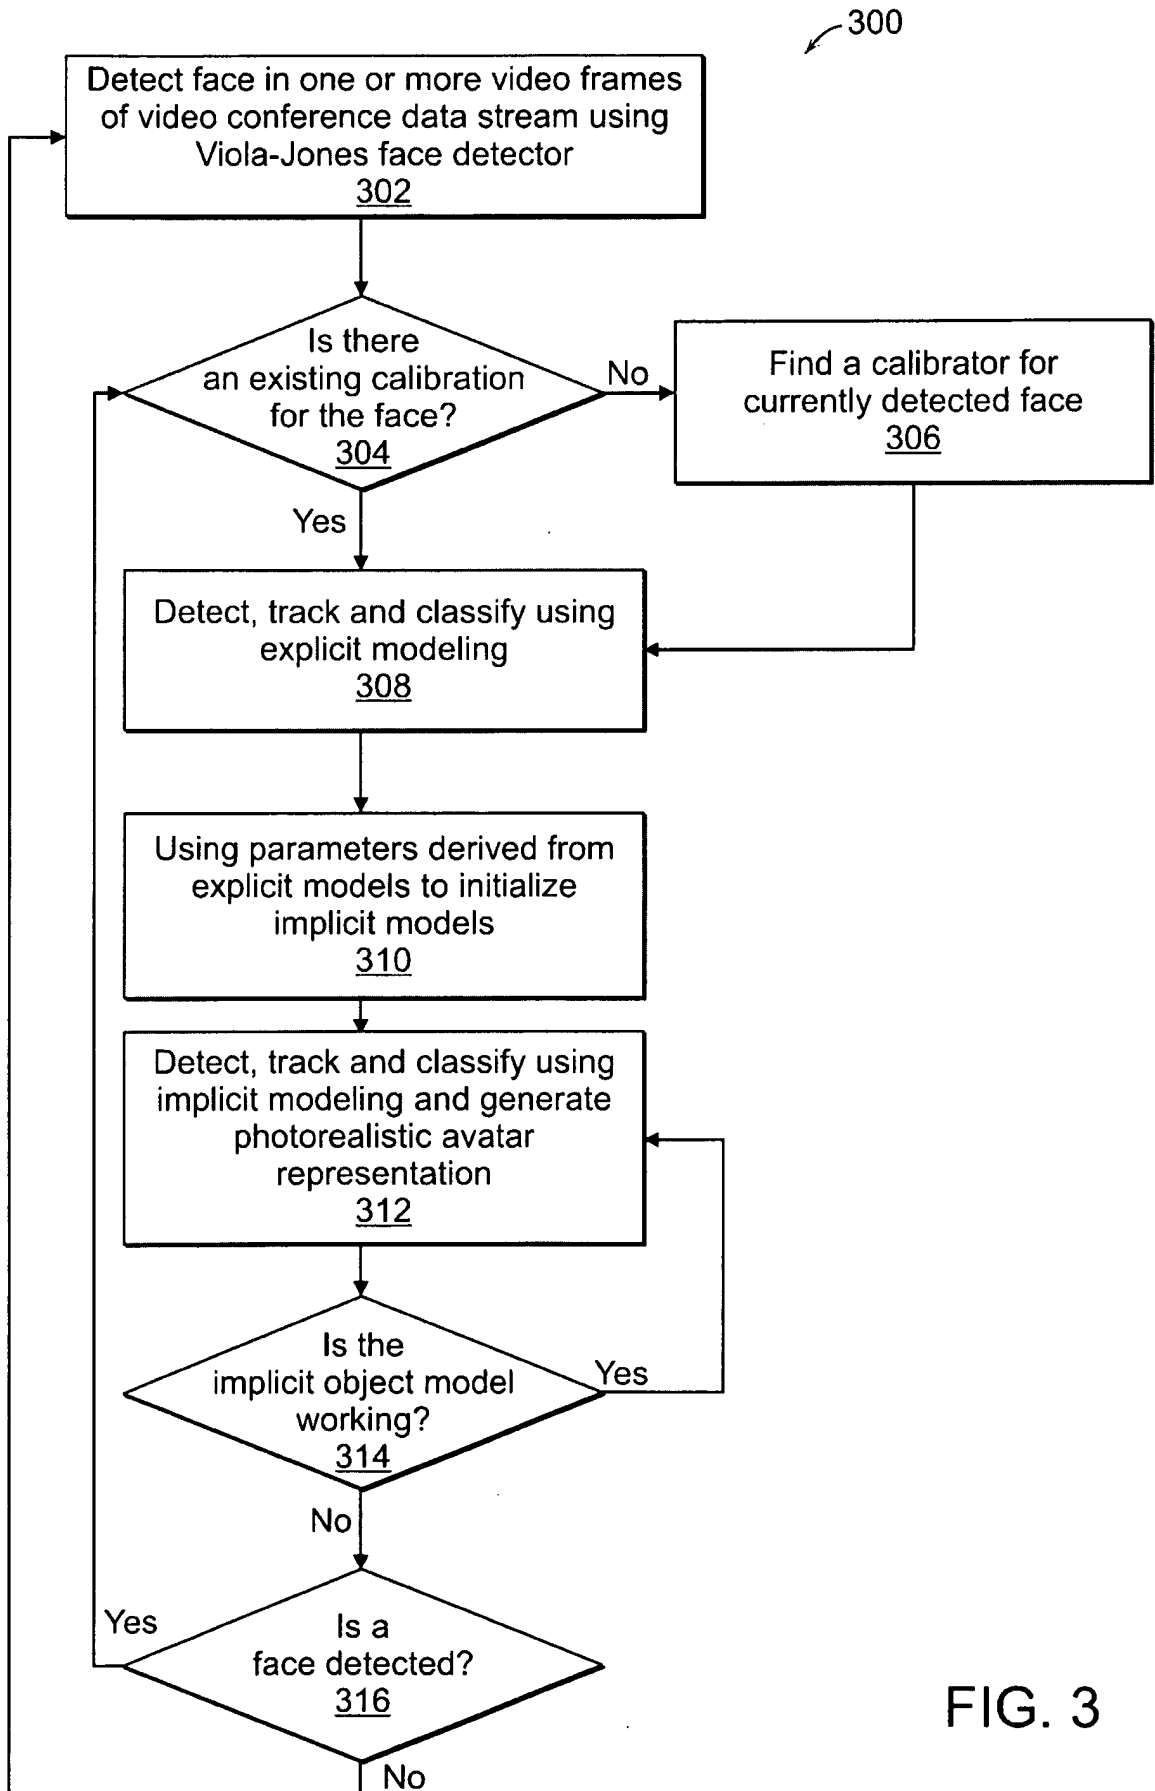 300
Detect face in one or more video frames
of video conference data stream using
Viola-Jones face detector
302
Is there
an existing calibration
for the face?
304
No
Find a calibrator for
currently detected face
306
Yes
Detect, track and classify using
explicit modeling
308
Using parameters derived from
explicit models to initialize
implicit models
310
Detect, track and classify using
implicit modeling and generate
photorealistic avatar
representation
312
Is the
implicit object model
working?
314
Yes
No
Yes
Is a
face detected?
316
No
FIG. 3